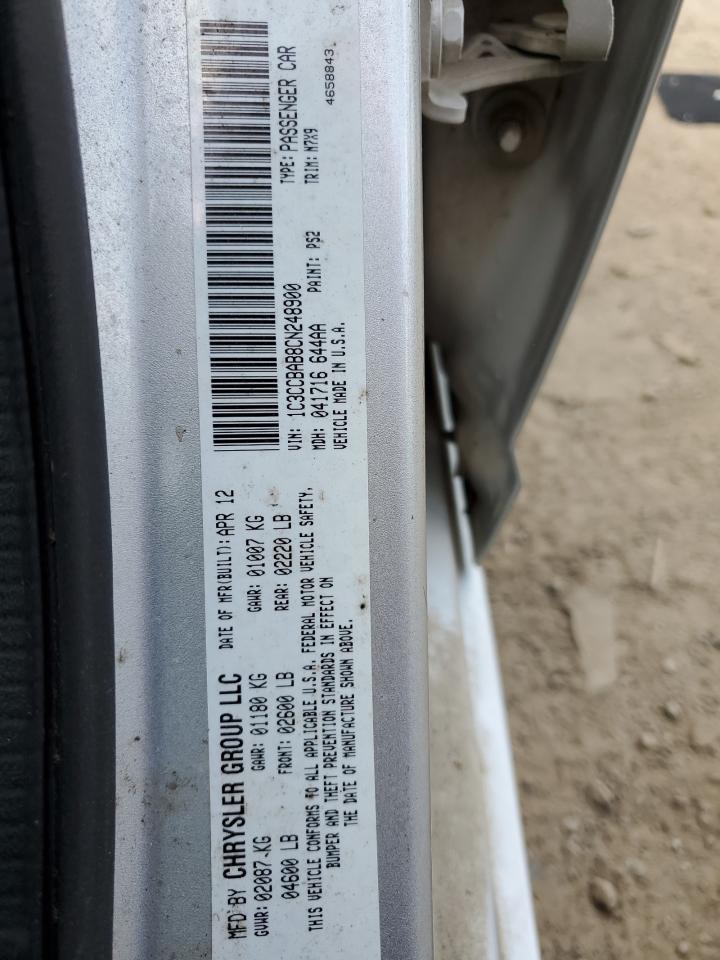 MFD BY CHRYSLER GROUP LLC DATE OF MFR(BUILT): APR 12
GVWR: 02087 KG GAWR: 01180 KG GAWR: 01007 KG
04600 LB FRONT: 02600 LB REAR: 02220 LB
THIS VEHICLE CONFORMS TO ALL APPLICABLE U.S.A. FEDERAL MOTOR VEHICLE SAFETY,
BUMPER AND THEFT PREVENTION STANDARDS IN EFFECT ON
THE DATE OF MANUFACTURE SHOWN ABOVE.
VIN: 1C3CCBAB8CN248900 TYPE: PASSENGER CAR
MDH: 041716 644AA PAINT: PS2 TRIM: M7X9
VEHICLE MADE IN U.S.A. 4658843